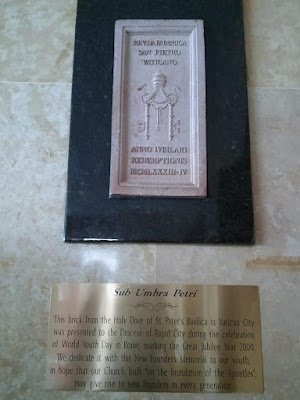 SAN PIETRO
VATICANO
ANNO IVBILAEI
REDEMPTIONIS
MCMLXXXIII-IV
Sub Umbra Petri
This brick from the Holy Door of St. Peter's Basilica in Vatican City
was presented to the Diocese of Rapid City during the celebration
of World Youth Day in Rome, marking the Great Jubilee Year 2000.
We dedicate it with the New Founders Memorial to our youth,
in hope that our Church, built "on the foundation of the Apostles",
may give rise to new founders in every generation.